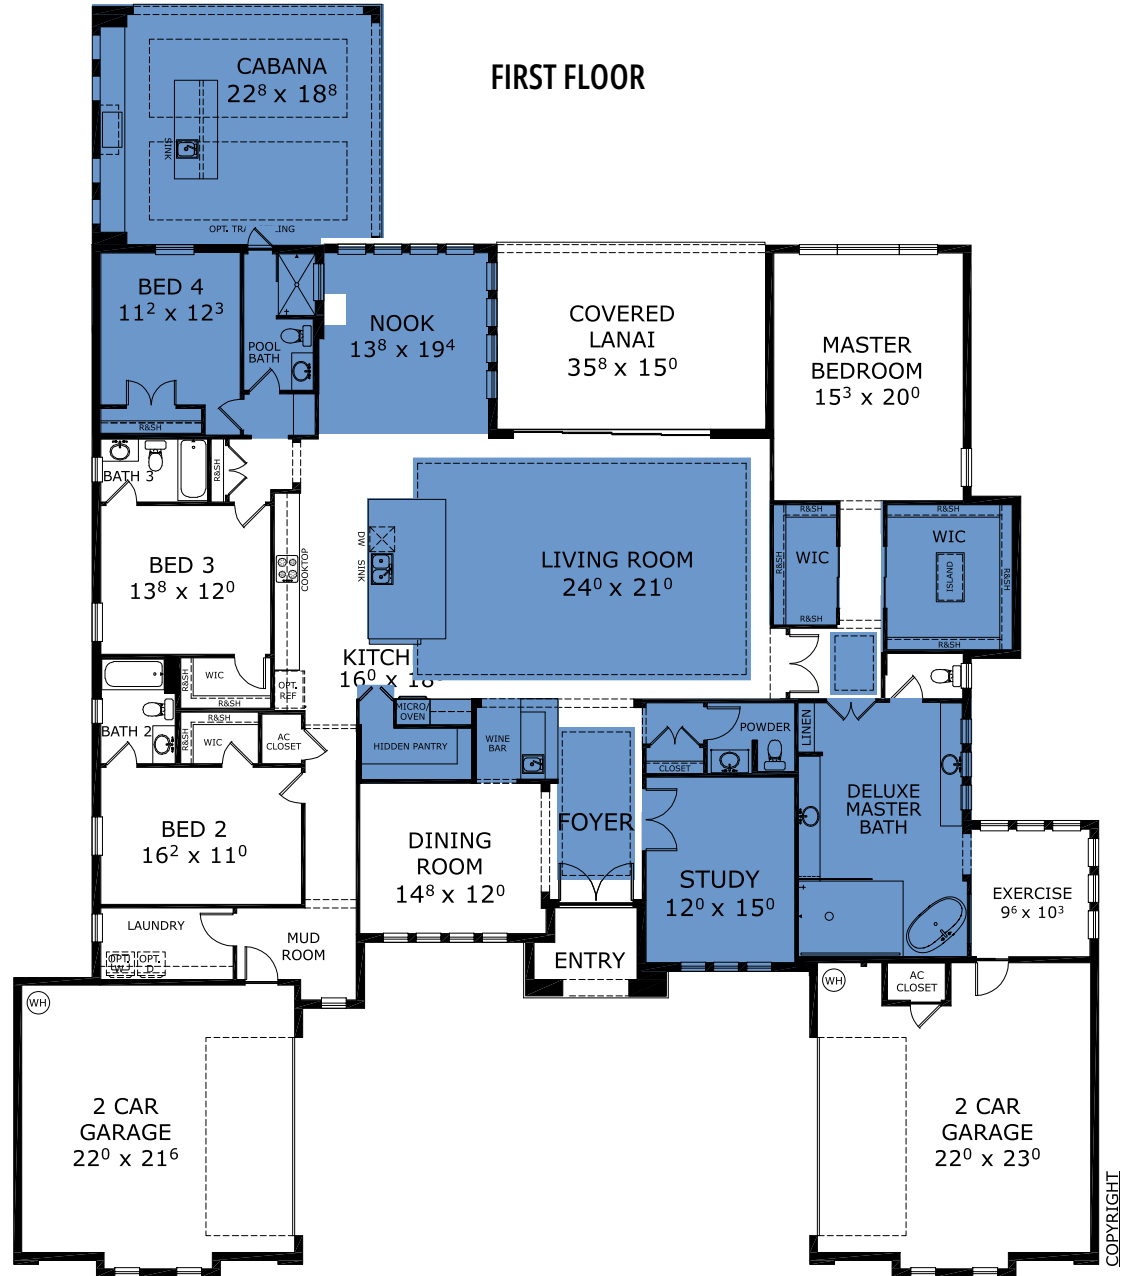 FIRST FLOOR
CABANA
22⁸ x 18⁸
SINK
BED 4
11² x 12³
POOL
BATH
R&SH
NOOK
13⁸ x 19⁴
COVERED
LANAI
35⁸ x 15⁰
MASTER
BEDROOM
15³ x 20⁰
BATH 3
R&SH
BED 3
13⁸ x 12⁰
COOKTOP
DW
SINK
LIVING ROOM
24⁰ x 21⁰
R&SH
R&SH
WIC
R&SH
R&SH
WIC
ISLAND
R&SH
R&SH
KITCH
16⁰ x 18
WIC
R&SH
R&SH
OPT.
REF
BATH 2
R&SH
R&SH
WIC
AC
CLOSET
MICRO/
OVEN
HIDDEN PANTRY
WINE
BAR
POWDER
CLOSET
LINEN
DELUXE
MASTER
BATH
BED 2
16² x 11⁰
DINING
ROOM
14⁸ x 12⁰
FOYER
STUDY
12⁰ x 15⁰
EXERCISE
9⁶ x 10³
LAUNDRY
OPT.
W
OPT.
D
MUD
ROOM
ENTRY
WH
WH
AC
CLOSET
2 CAR
GARAGE
22⁰ x 21⁶
2 CAR
GARAGE
22⁰ x 23⁰
COPYRIGHT